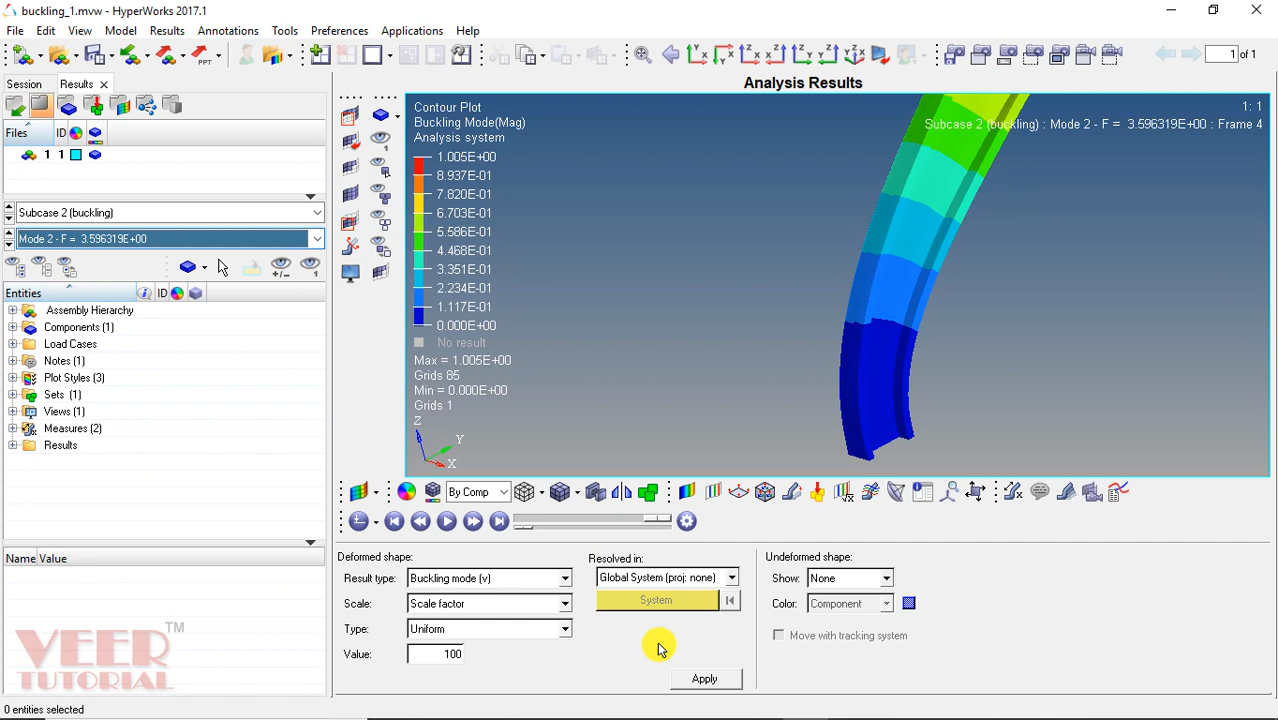 buckling_1.mvw - HyperWorks 2017.1
File Edit View Model Results Annotations Tools Preferences Applications Help
1 of 1
Session Results
Files ID
1 1
Subcase 2 (buckling)
Mode 2 - F = 3.596319E+00
Entities ID
Assembly Hierarchy
Components (1)
Load Cases
Notes (1)
Plot Styles (3)
Sets (1)
Views (1)
Measures (2)
Results
Name Value
VEER TM
TUTORIAL
0 entities selected
Analysis Results
Contour Plot
Buckling Mode(Mag)
Analysis system
1.005E+00
8.937E-01
7.820E-01
6.703E-01
5.586E-01
4.468E-01
3.351E-01
2.234E-01
1.117E-01
0.000E+00
No result
Max = 1.005E+00
Grids 85
Min = 0.000E+00
Grids 1
Z
Y
X
1: 1
Subcase 2 (buckling) : Mode 2 - F = 3.596319E+00 : Frame 4
By Comp
Deformed shape:
Result type: Buckling mode (v)
Scale: Scale factor
Type: Uniform
Value: 100
Resolved in:
Global System (proj: none)
System
Apply
Undeformed shape:
Show: None
Color: Component
Move with tracking system